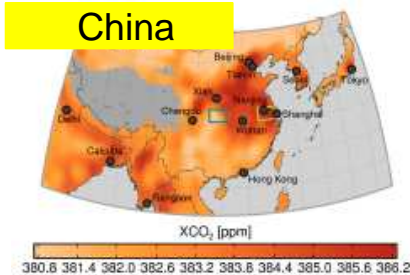 China
Beijing
Tianjin
Seoul
Tokyo
Xian
Nanjing
Delhi
Chengdu
Shanghai
Wuhan
Calcutta
Hong Kong
Rangoon
XCO₂ [ppm]
380.6 381.4 382.0 382.6 383.2 383.8 384.4 385.0 385.6 386.2